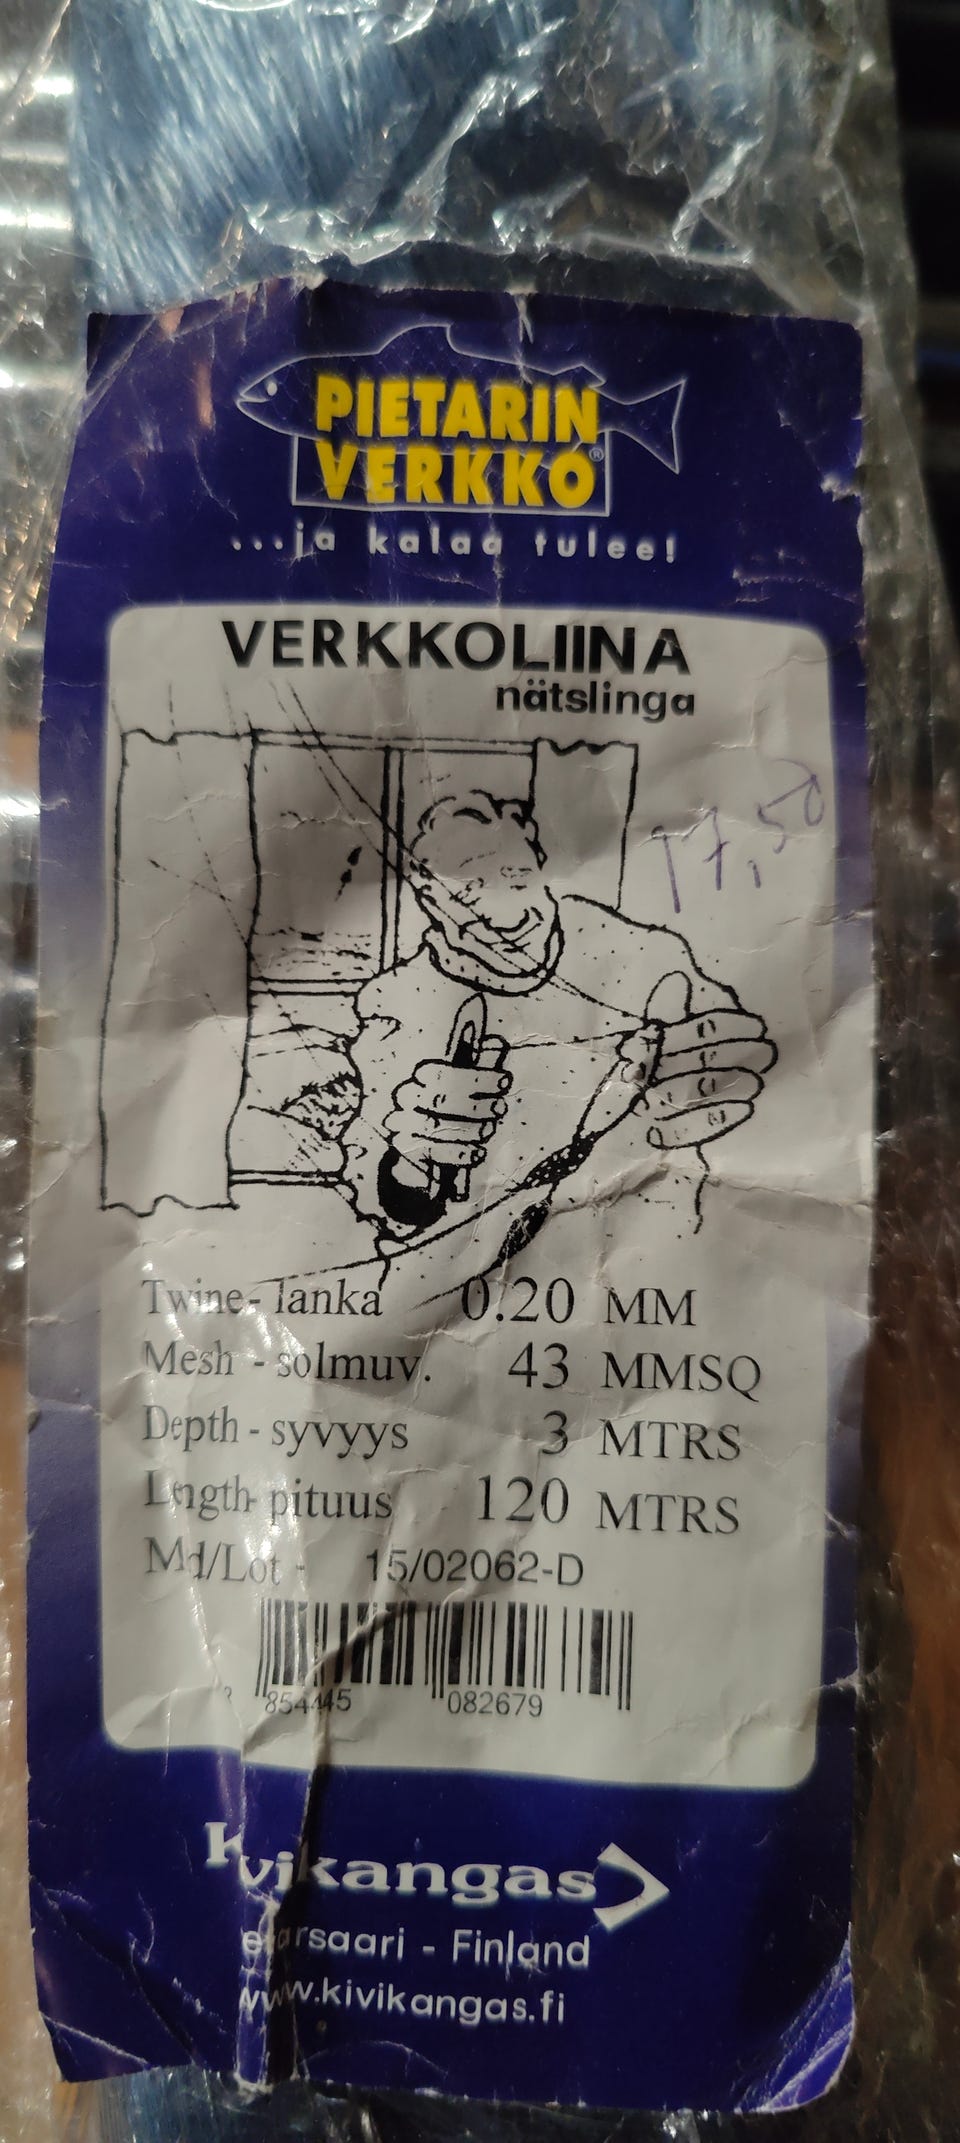 PIETARIN
VERKKO®
...ja kalaa tulee!
VERKKOLIINA
nätslinga
17,50
Twine- lanka 0.20 MM
Mesh - solmuv. 43 MMSQ
Depth - syvyys 3 MTRS
Length- pituus 120 MTRS
Md/Lot - 15/02062-D
854445 082679
Kivikangas
etarsaari - Finland
www.kivikangas.fi